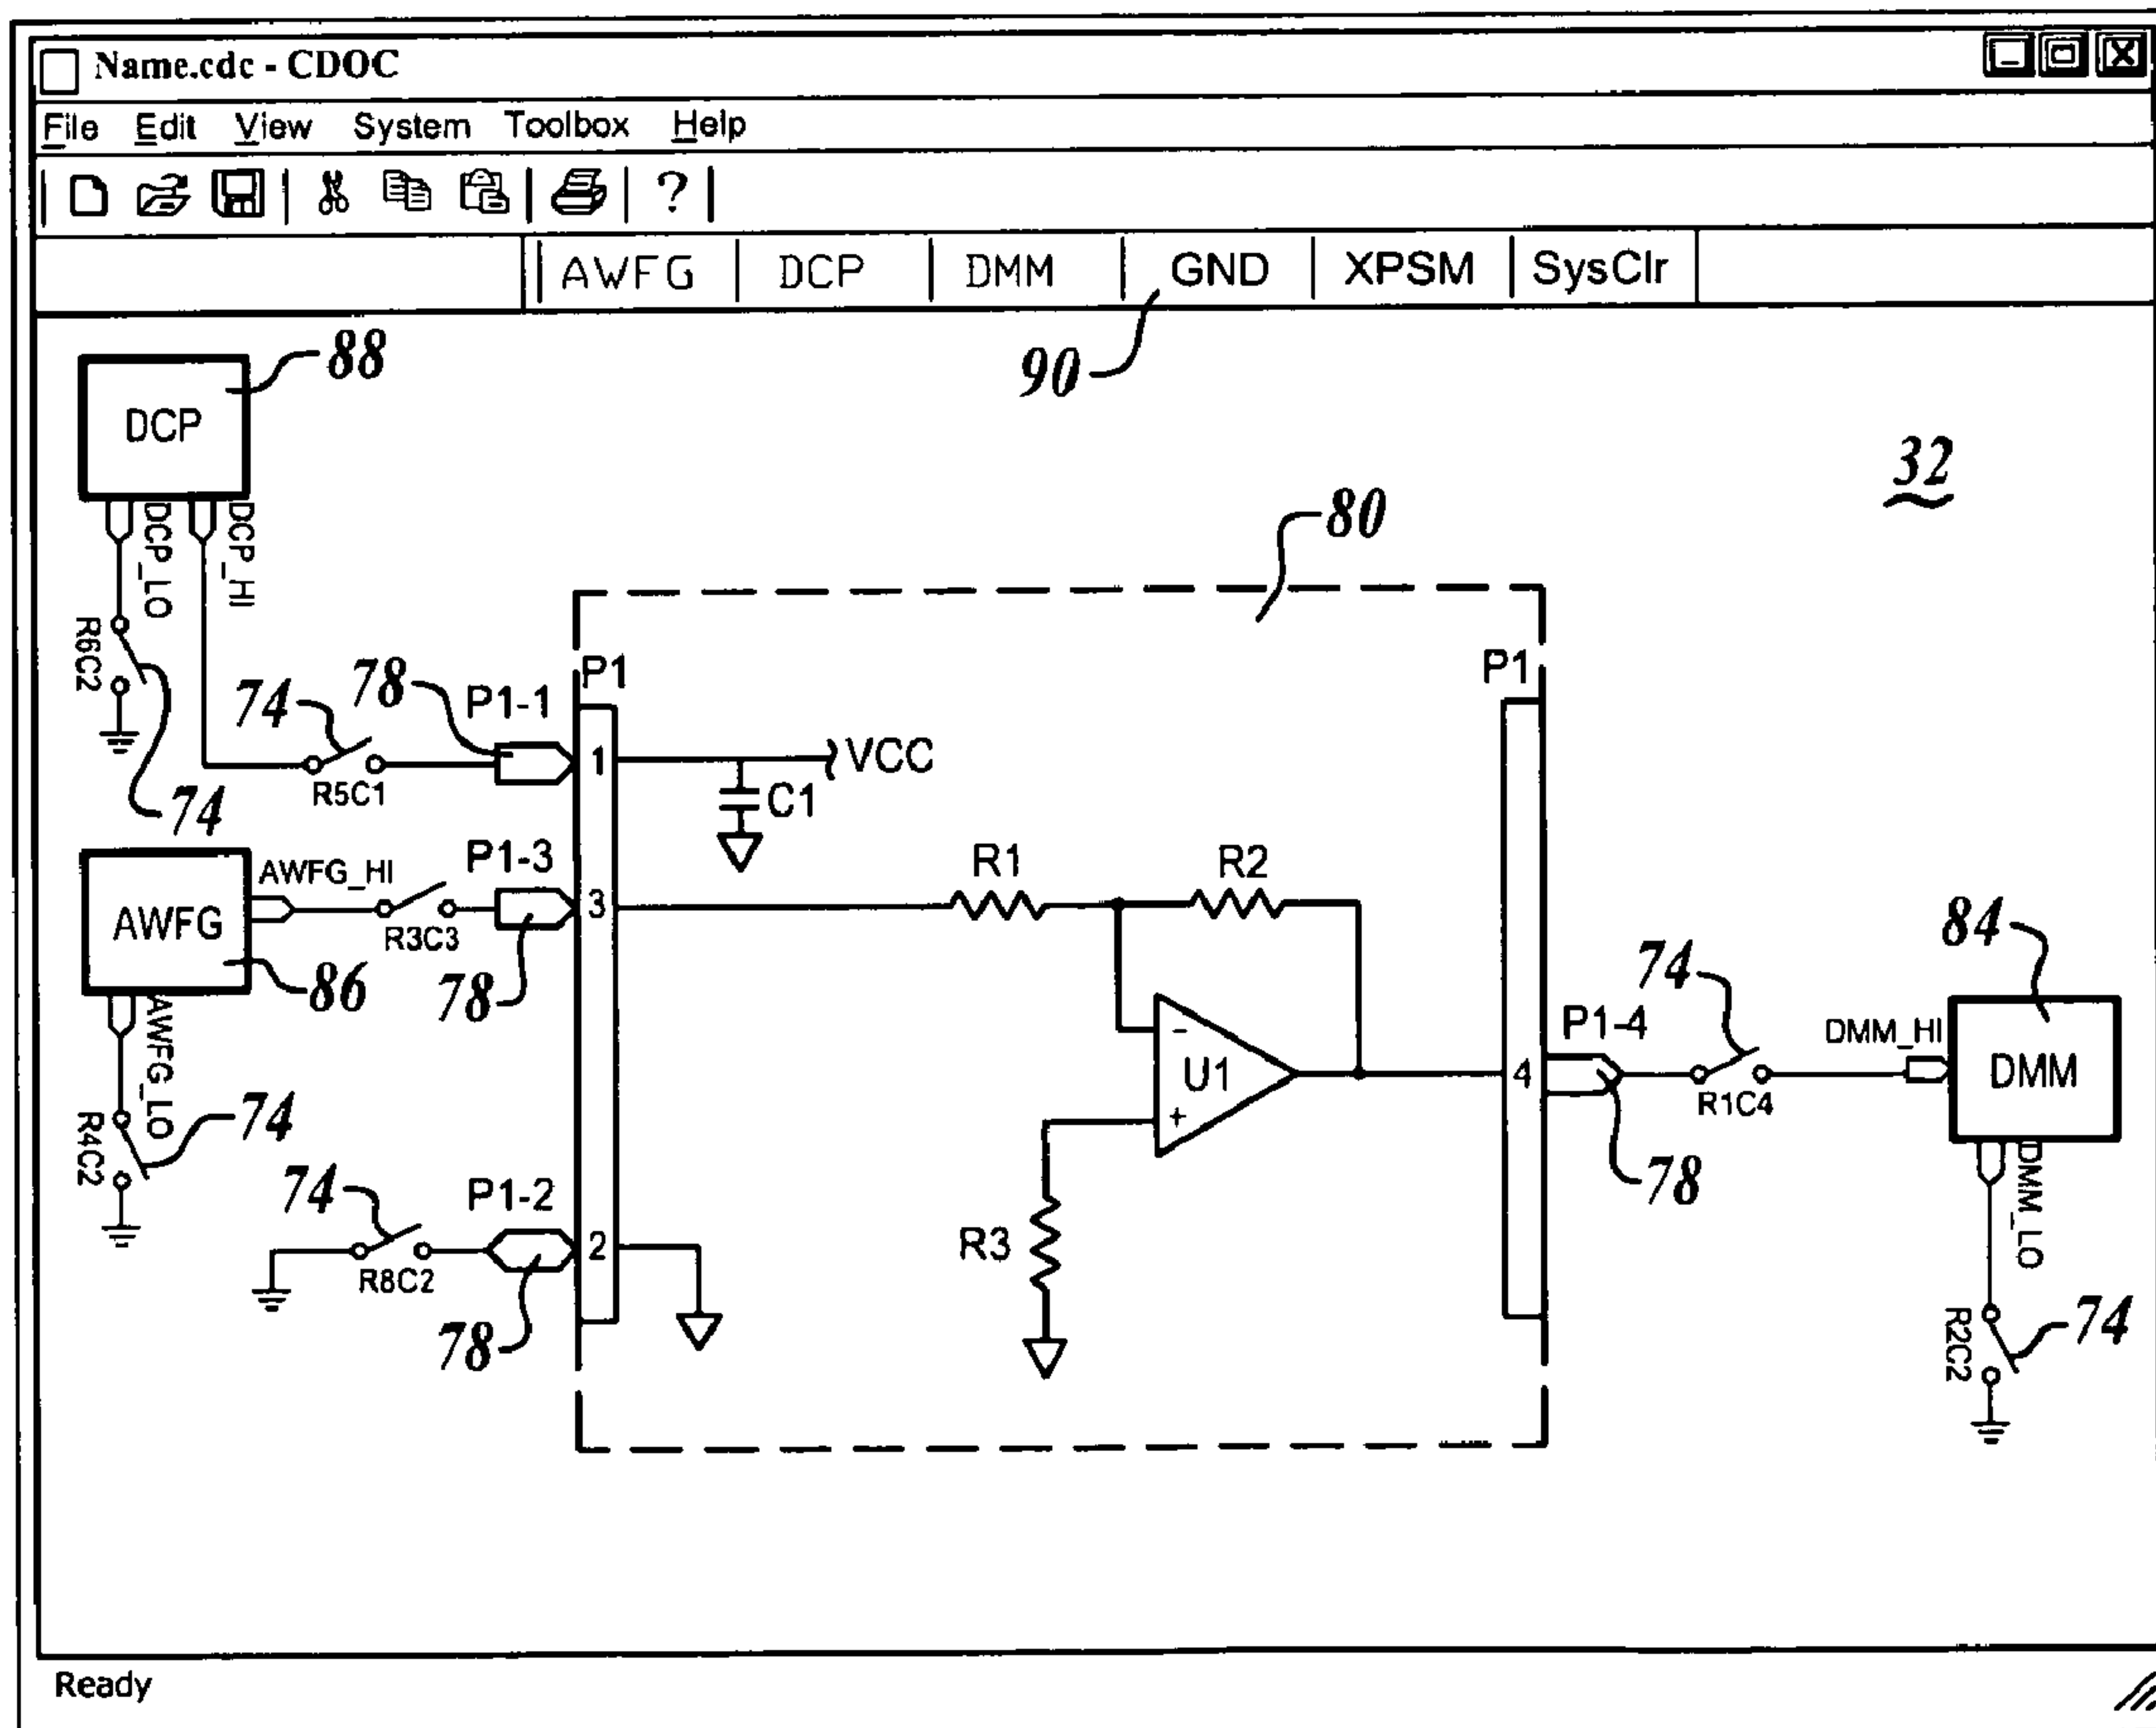 Name.cdc - CDOC
File Edit View System Toolbox Help
?
AWFG DCP DMM GND XPSM SysClr
88
90
DCP
32
DCP_LO
DCP_HI
80
R6C2
74
78
P1-1
P1
P1
1
VCC
R5C1
C1
74
AWFG_HI
P1-3
R1
R2
AWFG
3
R3C3
84
86
78
74
AWFG_LO
P1-4
DMM_HI
-
U1
4
DMM
R1C4
R4C2
74
+
78
74
P1-2
DMM_LO
R3
2
R8C2
78
R2C2
74
Ready